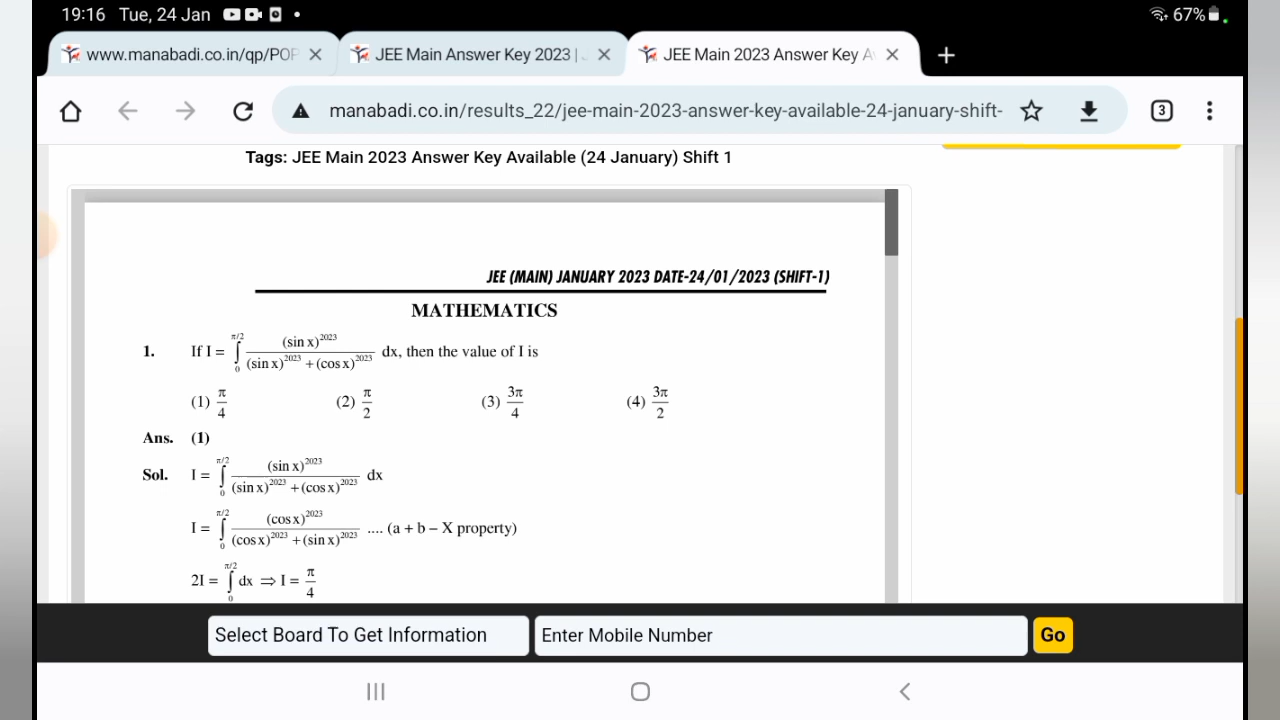 19:16 Tue, 24 Jan
67%
www.manabadi.co.in/qp/POP
JEE Main Answer Key 2023 | J
JEE Main 2023 Answer Key Av
manabadi.co.in/results_22/jee-main-2023-answer-key-available-24-january-shift-
3
Tags: JEE Main 2023 Answer Key Available (24 January) Shift 1
JEE (MAIN) JANUARY 2023 DATE-24/01/2023 (SHIFT-1)
MATHEMATICS
1. If I = ∫₀^{π/2} (sin x)^{2023} / ((sin x)^{2023} + (cos x)^{2023}) dx, then the value of I is
(1) π/4 (2) π/2 (3) 3π/4 (4) 3π/2
Ans. (1)
Sol. I = ∫₀^{π/2} (sin x)^{2023} / ((sin x)^{2023} + (cos x)^{2023}) dx
I = ∫₀^{π/2} (cos x)^{2023} / ((cos x)^{2023} + (sin x)^{2023}) .... (a + b – X property)
2I = ∫₀^{π/2} dx ⇒ I = π/4
Select Board To Get Information
Enter Mobile Number
Go